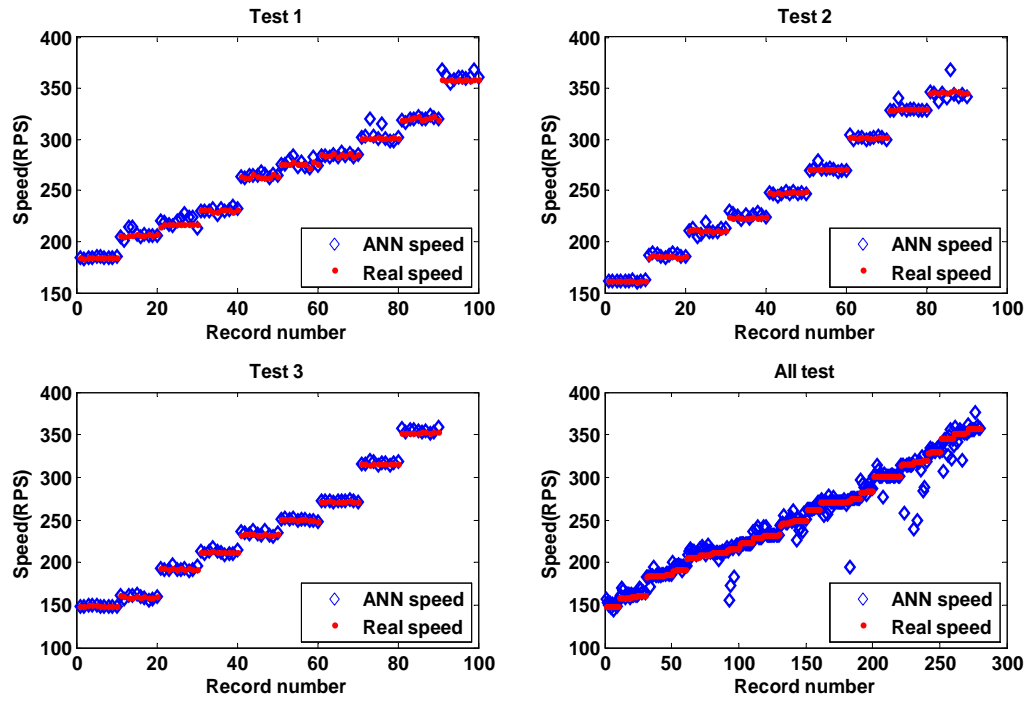 Test 1
400
350
300
250
200
150
0 20 40 60 80 100
Speed(RPS)
Record number
ANN speed
Real speed
Test 2
400
350
300
250
200
150
0 20 40 60 80 100
Speed(RPS)
Record number
ANN speed
Real speed
Test 3
400
350
300
250
200
150
100
0 20 40 60 80 100
Speed(RPS)
Record number
ANN speed
Real speed
All test
400
350
300
250
200
150
100
0 50 100 150 200 250 300
Speed(RPS)
Record number
ANN speed
Real speed